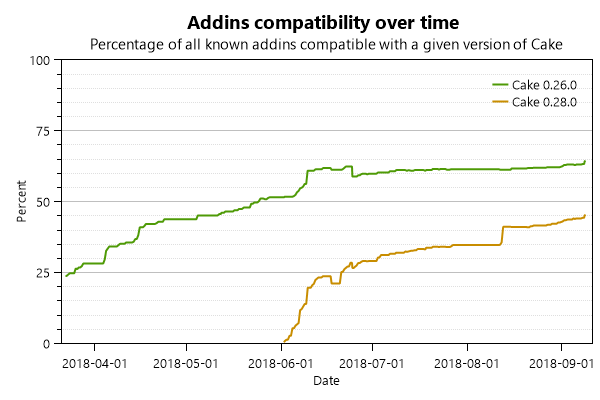 Addins compatibility over time
Percentage of all known addins compatible with a given version of Cake
100
Cake 0.26.0
Cake 0.28.0
75
Percent
50
25
0
2018-04-01 2018-05-01 2018-06-01 2018-07-01 2018-08-01 2018-09-01
Date